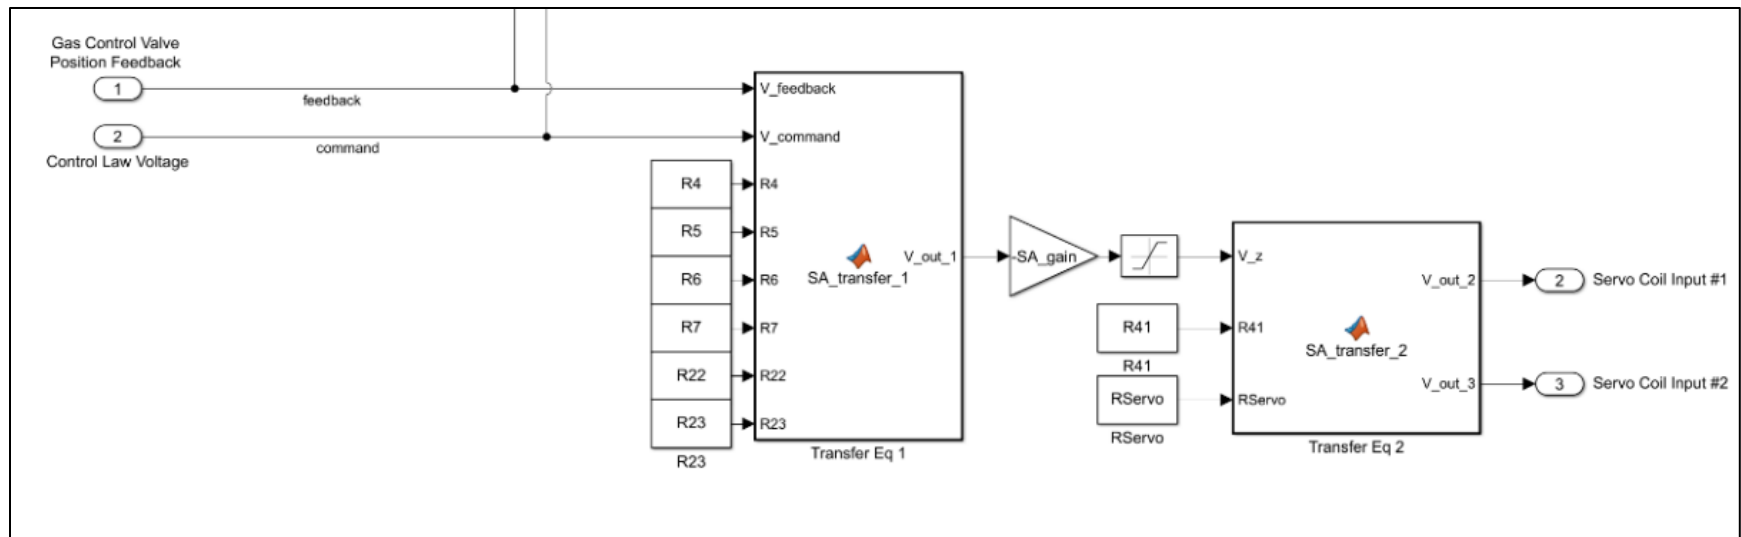 Gas Control Valve
Position Feedback
1
feedback
2
command
Control Law Voltage
V_feedback
V_command
R4
R4
R5
R5
R6
R6
R7
R7
R22
R22
R23
R23
R23
SA_transfer_1
V_out_1
Transfer Eq 1
-SA_gain
V_z
R41
R41
R41
RServo
RServo
RServo
SA_transfer_2
V_out_2
V_out_3
Transfer Eq 2
2
Servo Coil Input #1
3
Servo Coil Input #2